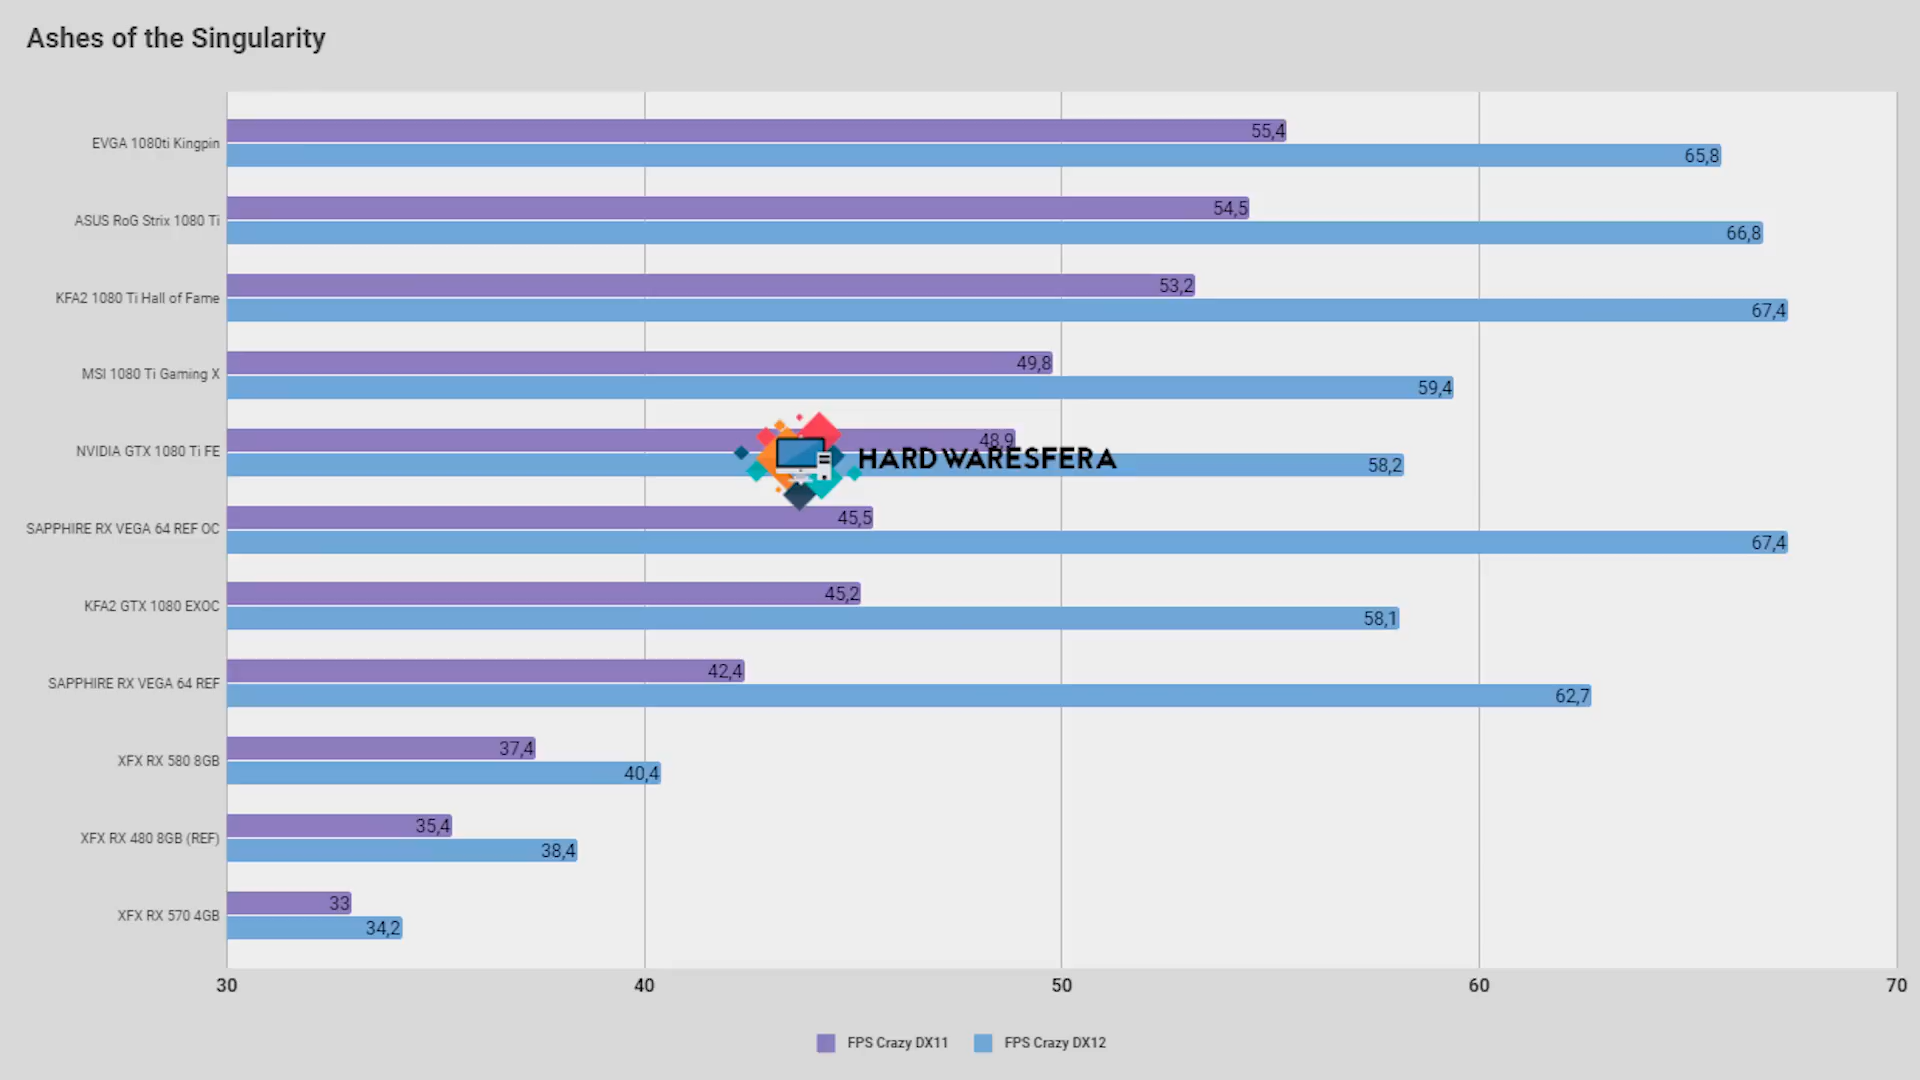 Ashes of the Singularity
EVGA 1080ti Kingpin
55,4
65,8
ASUS RoG Strix 1080 Ti
54,5
66,8
KFA2 1080 Ti Hall of Fame
53,2
67,4
MSI 1080 Ti Gaming X
49,8
59,4
NVIDIA GTX 1080 Ti FE
48,9
58,2
HARDWARESFERA
SAPPHIRE RX VEGA 64 REF OC
45,5
67,4
KFA2 GTX 1080 EXOC
45,2
58,1
SAPPHIRE RX VEGA 64 REF
42,4
62,7
XFX RX 580 8GB
37,4
40,4
XFX RX 480 8GB (REF)
35,4
38,4
XFX RX 570 4GB
33
34,2
30 40 50 60 70
FPS Crazy DX11 FPS Crazy DX12